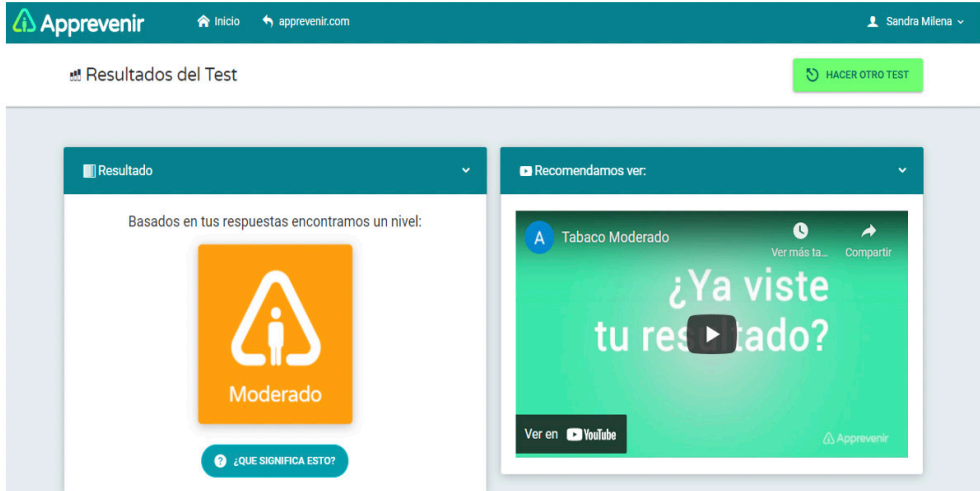 Apprevenir
Inicio
apprevenir.com
Sandra Milena
Resultados del Test
HACER OTRO TEST
Resultado
Basados en tus respuestas encontramos un nivel:
Moderado
¿QUE SIGNIFICA ESTO?
Recomendamos ver:
A
Tabaco Moderado
Ver más ta...
Compartir
¿Ya viste
tu resultado?
Ver en YouTube
Apprevenir